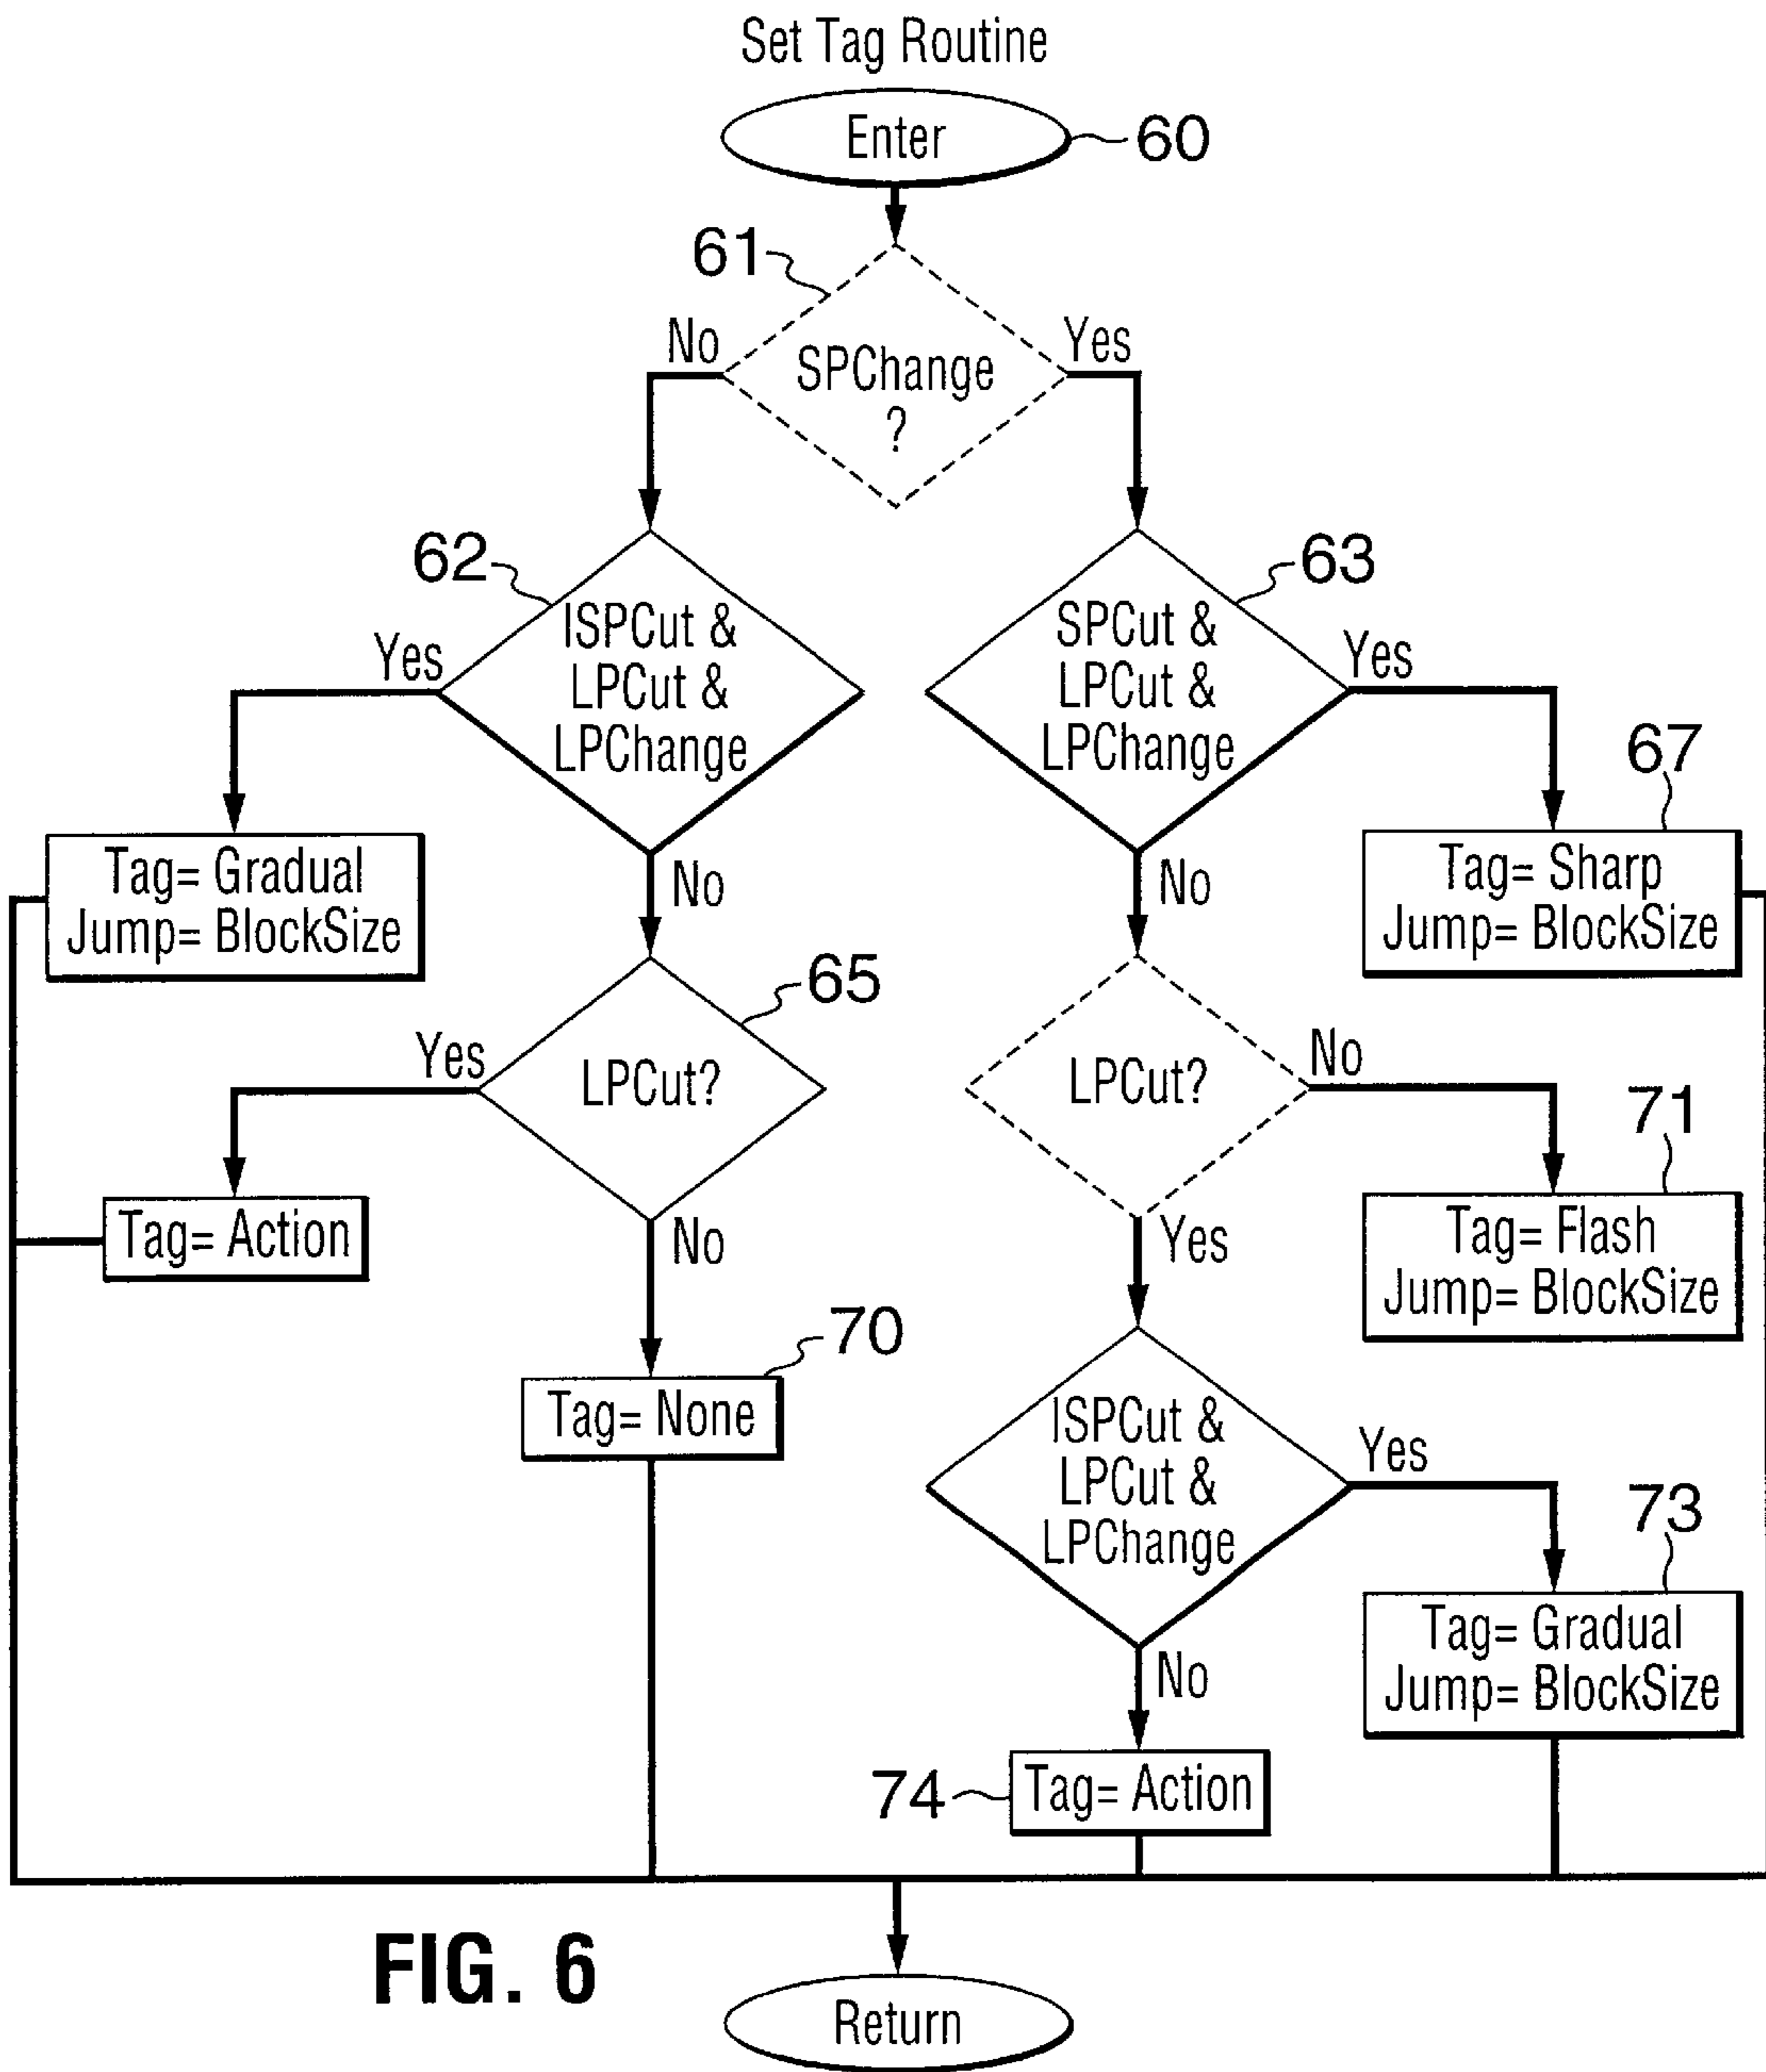 Set Tag Routine
Enter
60
61
No
Yes
SPChange
?
62
63
Yes
ISPCut &
LPCut &
LPChange
SPCut &
LPCut &
LPChange
Yes
67
Tag= Gradual
Jump= BlockSize
No
No
Tag= Sharp
Jump= BlockSize
65
Yes
LPCut?
LPCut?
No
71
Tag= Action
No
Yes
Tag= Flash
Jump= BlockSize
70
Tag= None
ISPCut &
LPCut &
LPChange
Yes
73
No
Tag= Gradual
Jump= BlockSize
74
Tag= Action
FIG. 6
Return